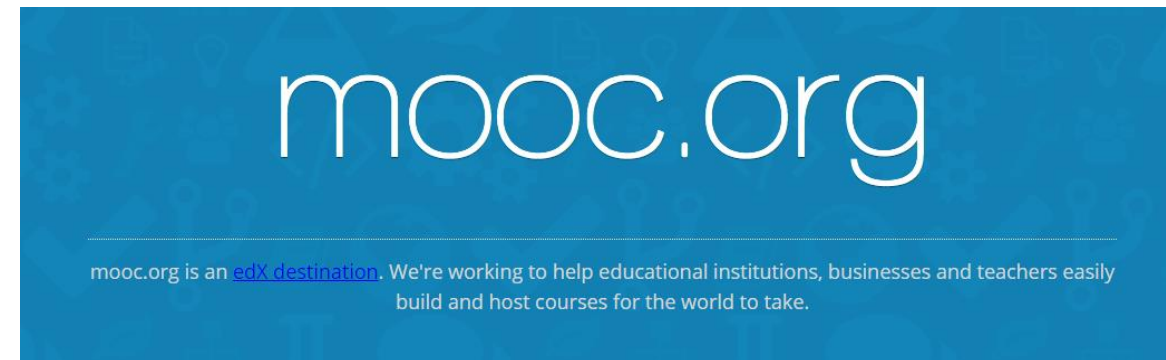 mooc.org
mooc.org is an edX destination. We're working to help educational institutions, businesses and teachers easily
build and host courses for the world to take.